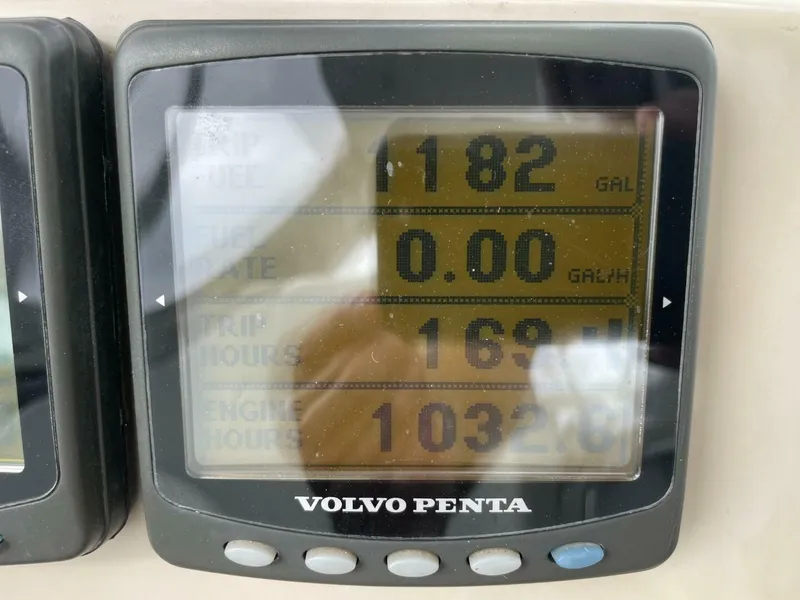 TRIP
FUEL
1182 GAL
FUEL
RATE
0.00 GAL/H
TRIP
HOURS
169
ENGINE
HOURS
VOLVO PENTA